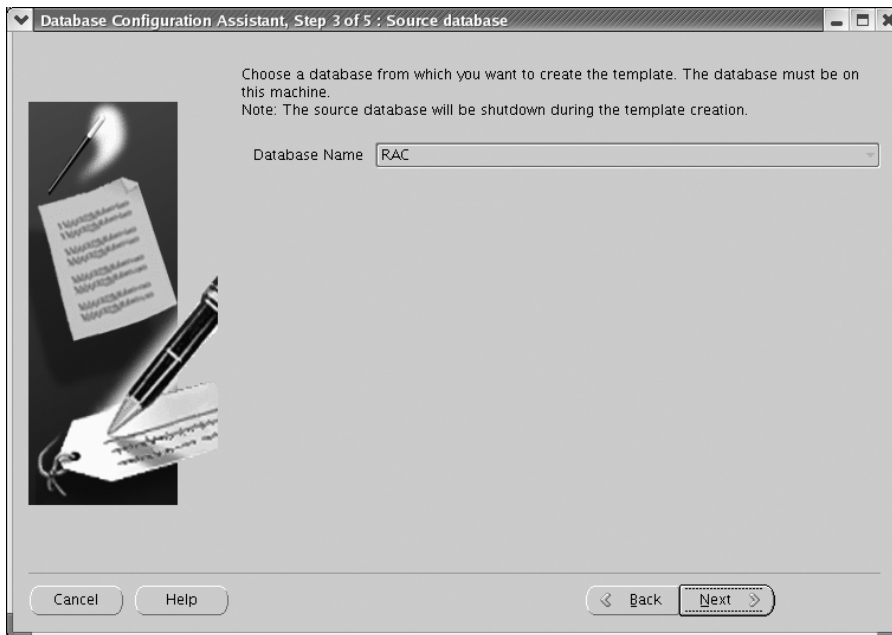 Database Configuration Assistant, Step 3 of 5 : Source database
Choose a database from which you want to create the template. The database must be on
this machine.
Note: The source database will be shutdown during the template creation.
Database Name RAC
Cancel Help Back Next